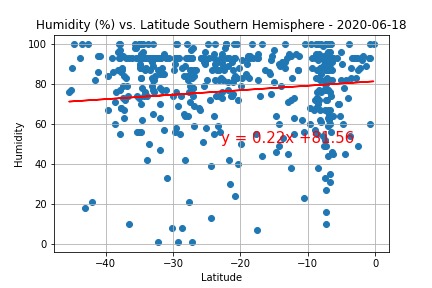 Humidity (%) vs. Latitude Southern Hemisphere - 2020-06-18
100
80
60
40
20
0
Humidity
y = 0.22x +81.56
−40
−30
−20
−10
0
Latitude